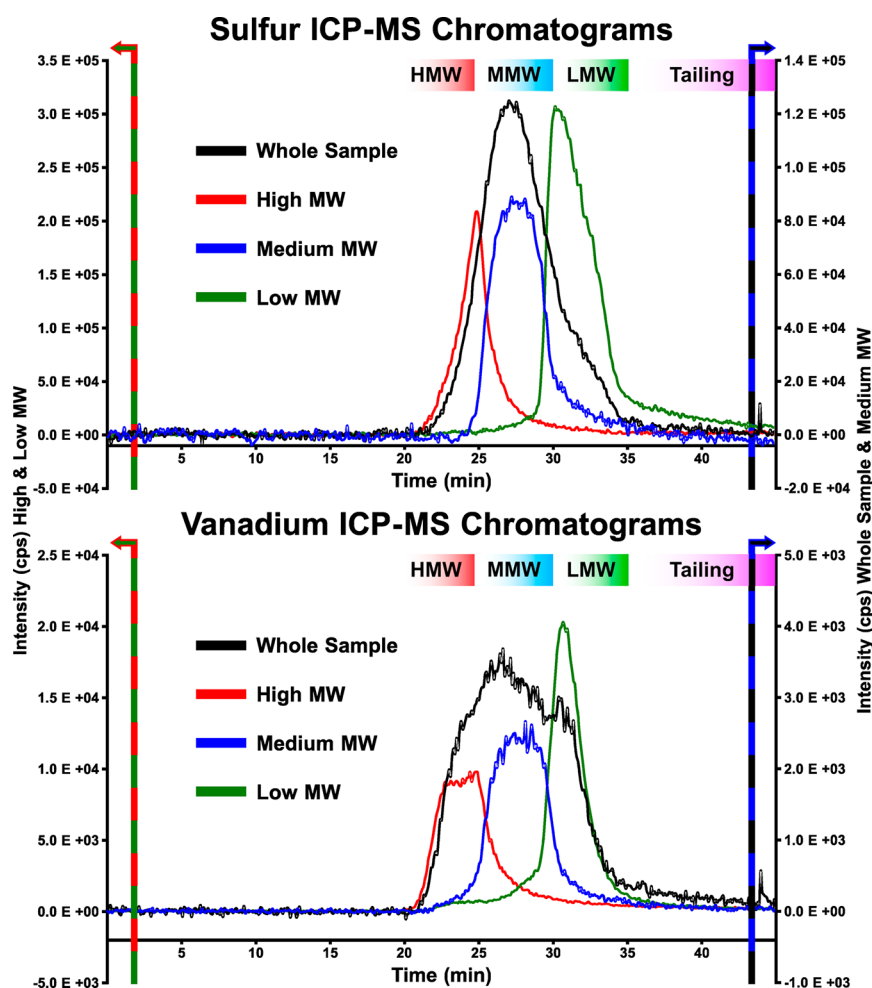 Sulfur ICP-MS Chromatograms
3.5 E +05
3.0 E +05
2.5 E +05
2.0 E +05
1.5 E +05
1.0 E +05
5.0 E +04
0.0 E +00
-5.0 E +04
HMW
MMW
LMW
Tailing
Whole Sample
High MW
Medium MW
Low MW
1.4 E +05
1.2 E +05
1.0 E +05
8.0 E +04
6.0 E +04
4.0 E +04
2.0 E +04
0.0 E +00
-2.0 E +04
5 10 15 20 25 30 35 40
Time (min)
Intensity (cps) High & Low MW
Intensity (cps) Whole Sample & Medium MW
Vanadium ICP-MS Chromatograms
2.5 E +04
2.0 E +04
1.5 E +04
1.0 E +04
5.0 E +03
0.0 E +00
-5.0 E +03
HMW
MMW
LMW
Tailing
Whole Sample
High MW
Medium MW
Low MW
5.0 E +03
4.0 E +03
3.0 E +03
2.0 E +03
1.0 E +03
0.0 E +00
-1.0 E +03
5 10 15 20 25 30 35 40
Time (min)